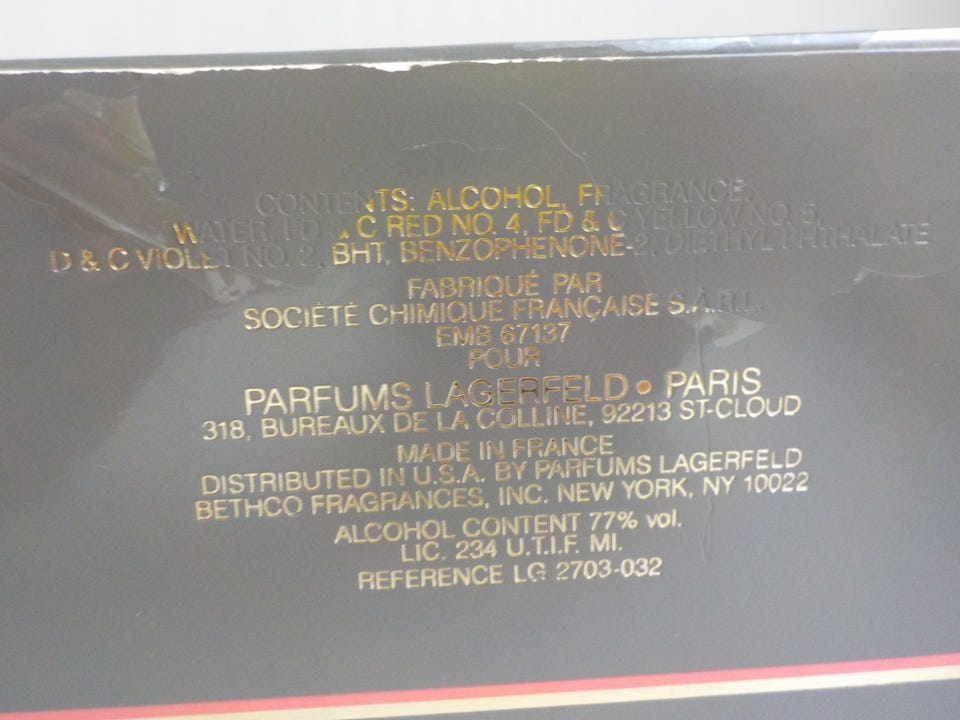 CONTENTS: ALCOHOL, FRAGRANCE,
WATER, FD & C RED NO. 4, FD & C YELLOW NO. 5,
D & C VIOLET NO. 2, BHT, BENZOPHENONE-2, DIETHYL PHTHALATE
FABRIQUÉ PAR
SOCIÉTÉ CHIMIQUE FRANÇAISE S.A.R.L.
EMB 67137
POUR
PARFUMS LAGERFELD • PARIS
318, BUREAUX DE LA COLLINE, 92213 ST-CLOUD
MADE IN FRANCE
DISTRIBUTED IN U.S.A. BY PARFUMS LAGERFELD
BETHCO FRAGRANCES, INC. NEW YORK, NY 10022
ALCOHOL CONTENT 77% vol.
LIC. 234 U.T.I.F. MI.
REFERENCE LG 2703-032